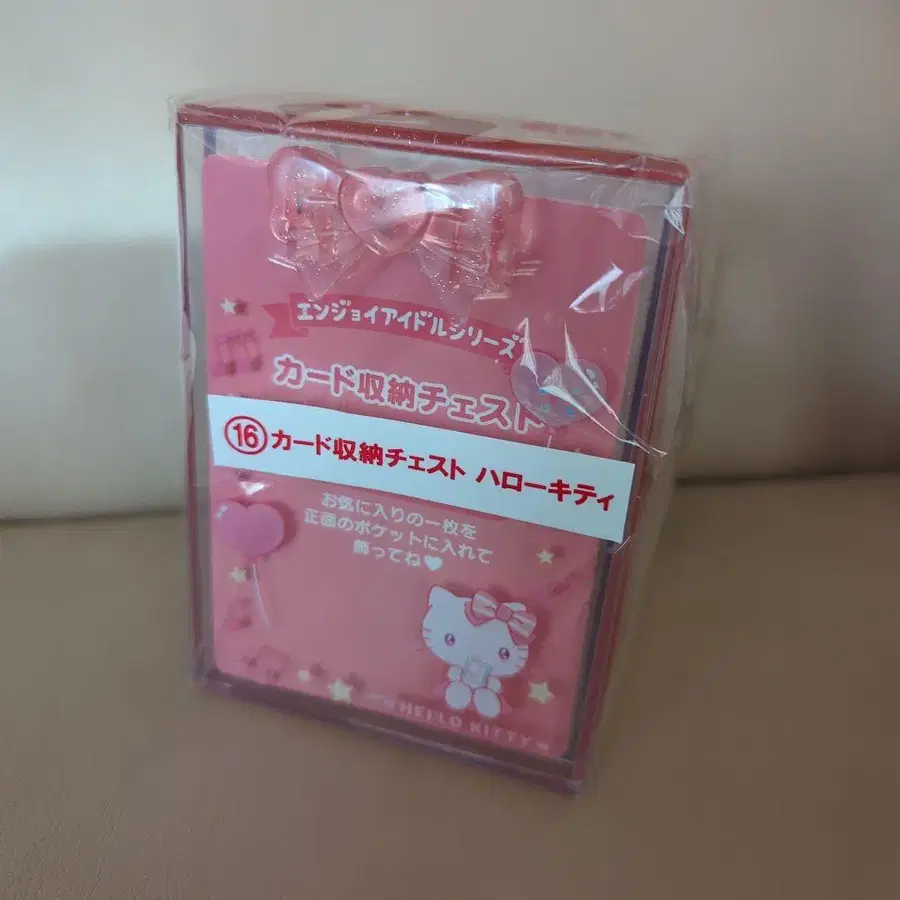 エンジョイアイドルシリーズ
カード収納チェスト
⑯カード収納チェスト ハローキティ
お気に入りの一枚を
正面のポケットに入れて
飾ってね♥
HELLO KITTY